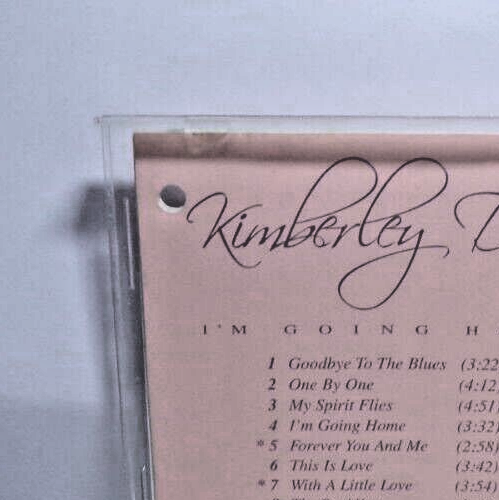 Kimberley
I'M GOING H
1 Goodbye To The Blues (3:22
2 One By One (4:12)
3 My Spirit Flies (4:51)
4 I'm Going Home (3:32)
* 5 Forever You And Me (2:58)
6 This Is Love (3:42)
* 7 With A Little Love (3:54)